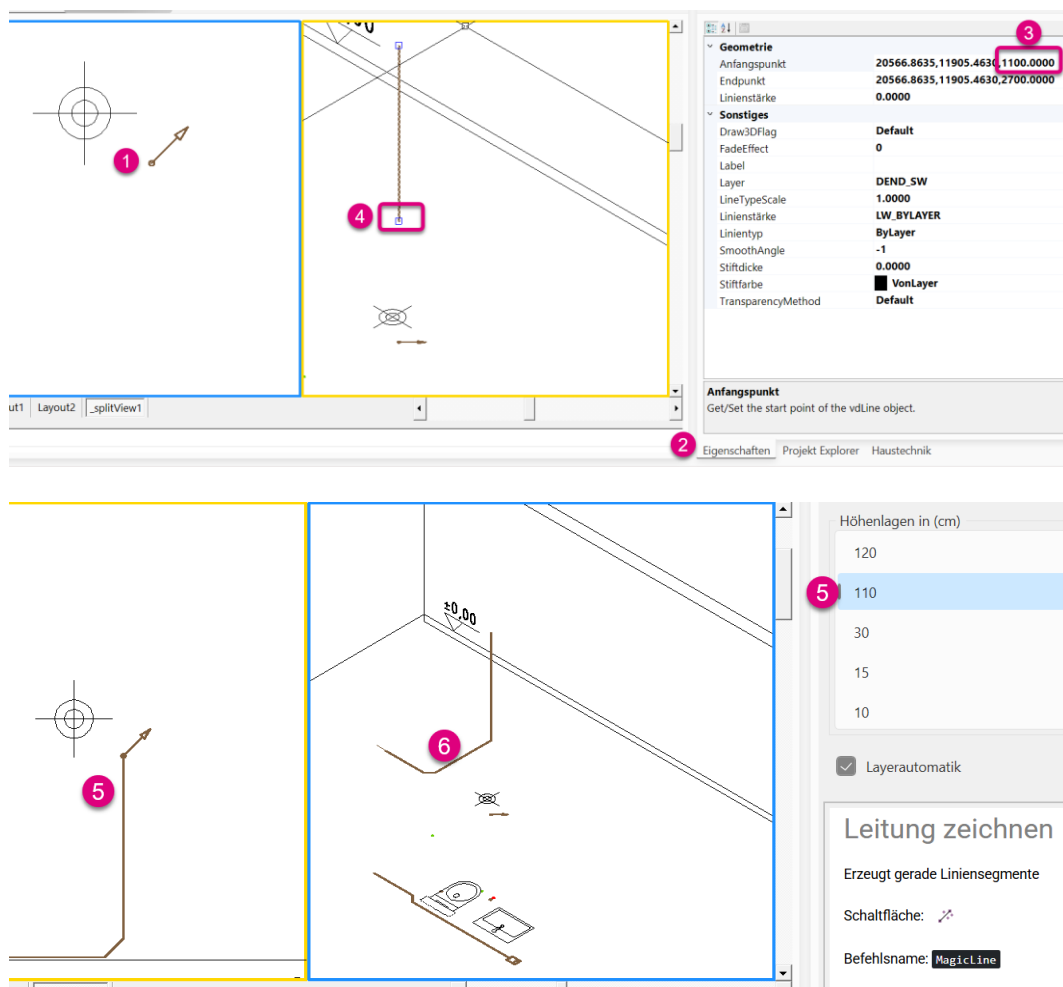 1
4
3
Geometrie
Anfangspunkt 20566.8635,11905.4630,1100.0000
Endpunkt 20566.8635,11905.4630,2700.0000
Linienstärke 0.0000
Sonstiges
Draw3DFlag Default
FadeEffect 0
Label
Layer DEND_SW
LineTypeScale 1.0000
Linienstärke LW_BYLAYER
Linientyp ByLayer
SmoothAngle -1
Stiftdicke 0.0000
Stiftfarbe VonLayer
TransparencyMethod Default
Anfangspunkt
Get/Set the start point of the vdLine object.
ut1 Layout2 _splitView1
2 Eigenschaften Projekt Explorer Haustechnik
5
±0,00
6
Höhenlagen in (cm)
120
5 110
30
15
10
Layerautomatik
Leitung zeichnen
Erzeugt gerade Liniensegmente
Schaltfläche:
Befehlsname: MagicLine